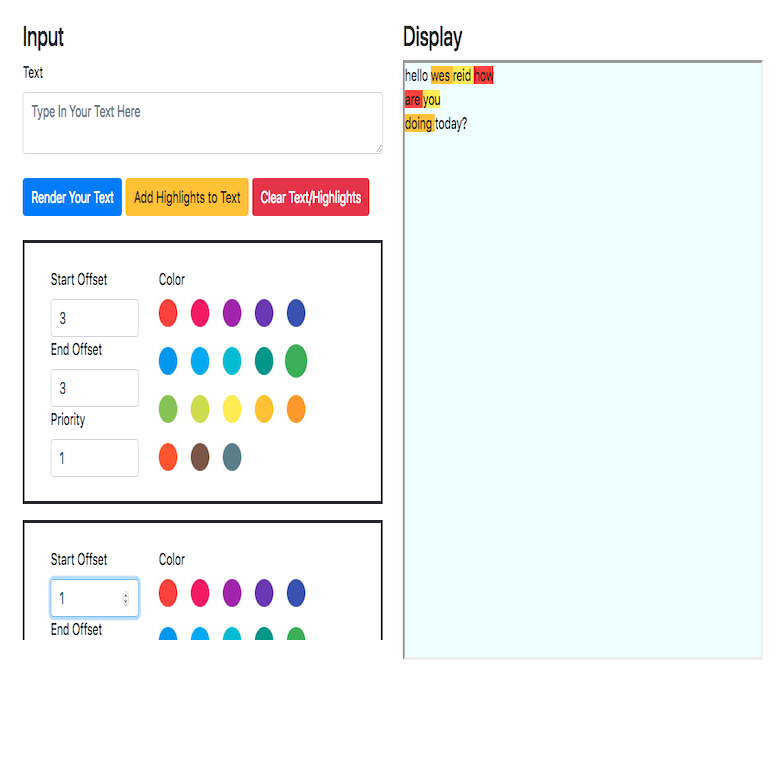 Input
Text
Type In Your Text Here
Render Your Text
Add Highlights to Text
Clear Text/Highlights
Start Offset
Color
3
End Offset
3
Priority
1
Start Offset
Color
1
End Offset
Display
hello wes reid how
are you
doing today?